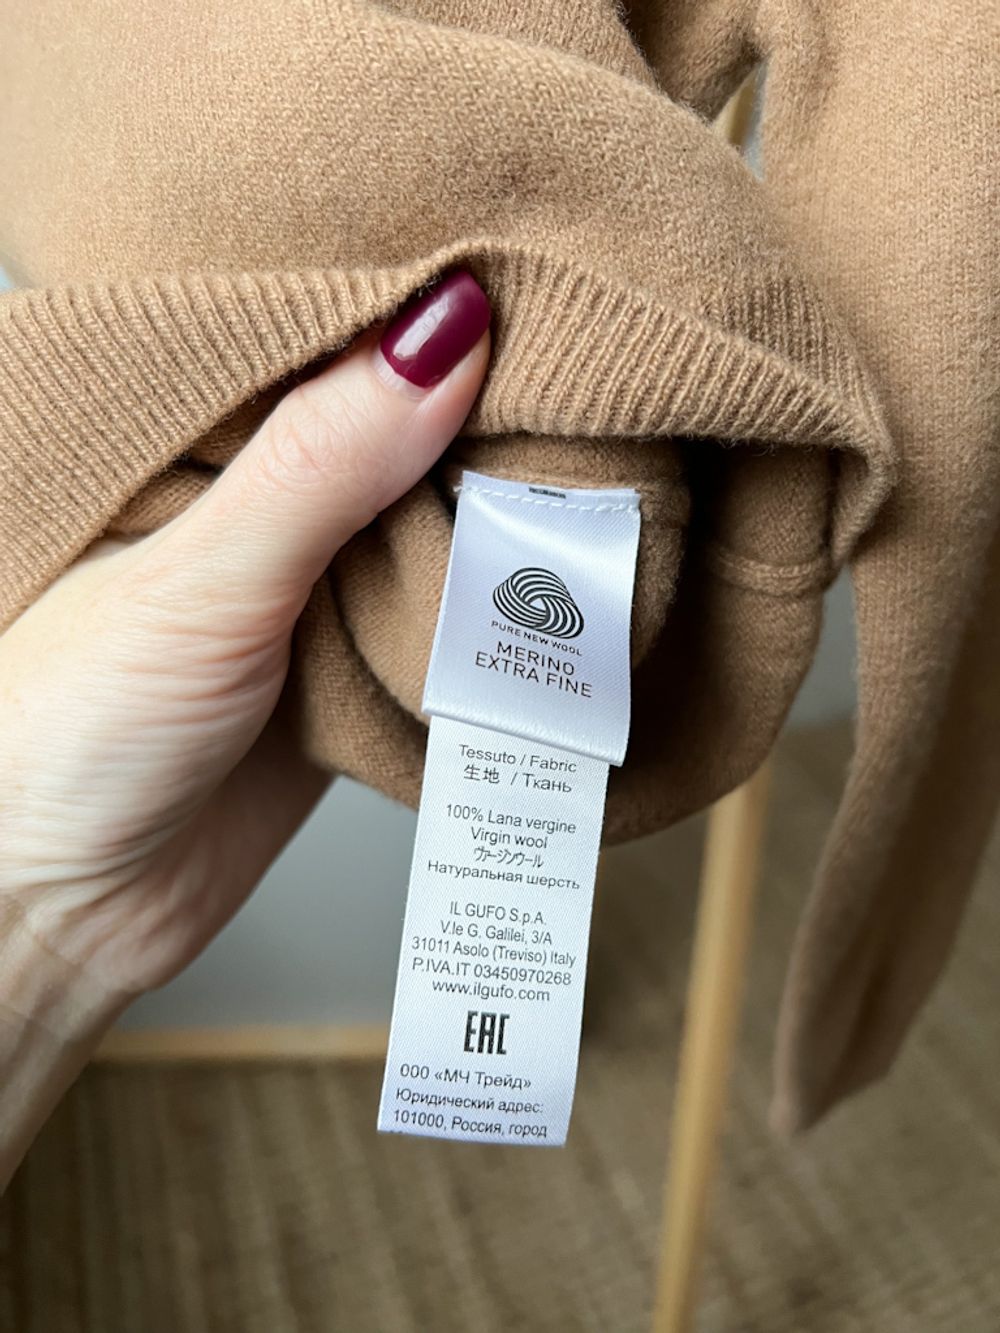 PURE NEW WOOL
MERINO
EXTRA FINE
Tessuto / Fabric
生地 / Ткань
100% Lana vergine
Virgin wool
ヴァージンウール
Натуральная шерсть
IL GUFO S.p.A.
V.le G. Galilei, 3/A
31011 Asolo (Treviso) Italy
P.IVA.IT 03450970268
www.ilgufo.com
EAC
ООО «МЧ Трейд»
Юридический адрес:
101000, Россия, город